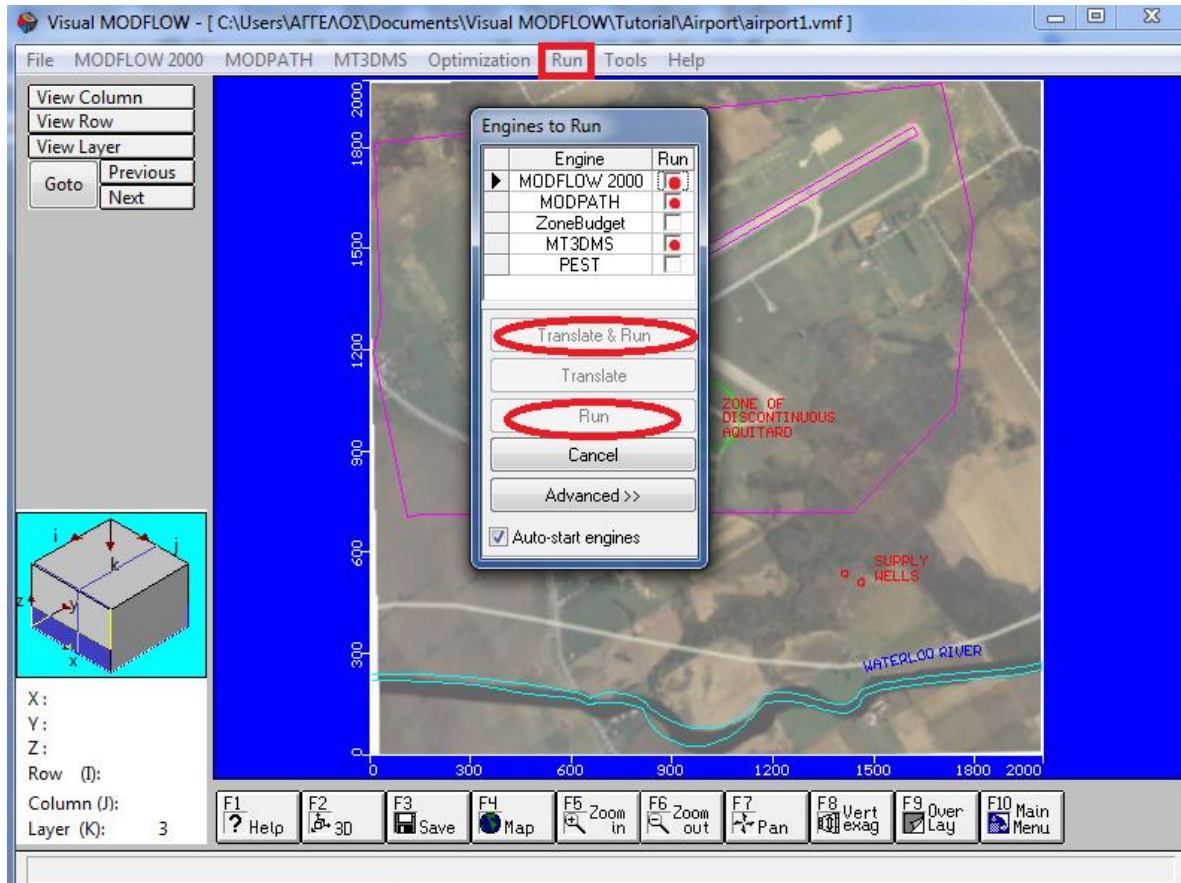 Visual MODFLOW - [ C:\Users\ΑΓΓΕΛΟΣ\Documents\Visual MODFLOW\Tutorial\Airport\airport1.vmf ]
File MODFLOW 2000 MODPATH MT3DMS Optimization Run Tools Help
View Column
View Row
View Layer
Goto
Previous
Next
2000
1800
1500
1200
900
600
300
0
Engines to Run
Engine Run
MODFLOW 2000
MODPATH
ZoneBudget
MT3DMS
PEST
Translate & Run
Translate
Run
Cancel
Advanced >>
Auto-start engines
ZONE OF
DISCONTINUOUS
AQUITARD
SUPPLY
WELLS
WATERLOO RIVER
0 300 600 900 1200 1500 1800 2000
i
j
k
z
y
x
X :
Y :
Z :
Row (I):
Column (J):
Layer (K): 3
F1 ? Help
F2 3D
F3 Save
F4 Map
F5 Zoom in
F6 Zoom out
F7 Pan
F8 Vert exag
F9 Over Lay
F10 Main Menu